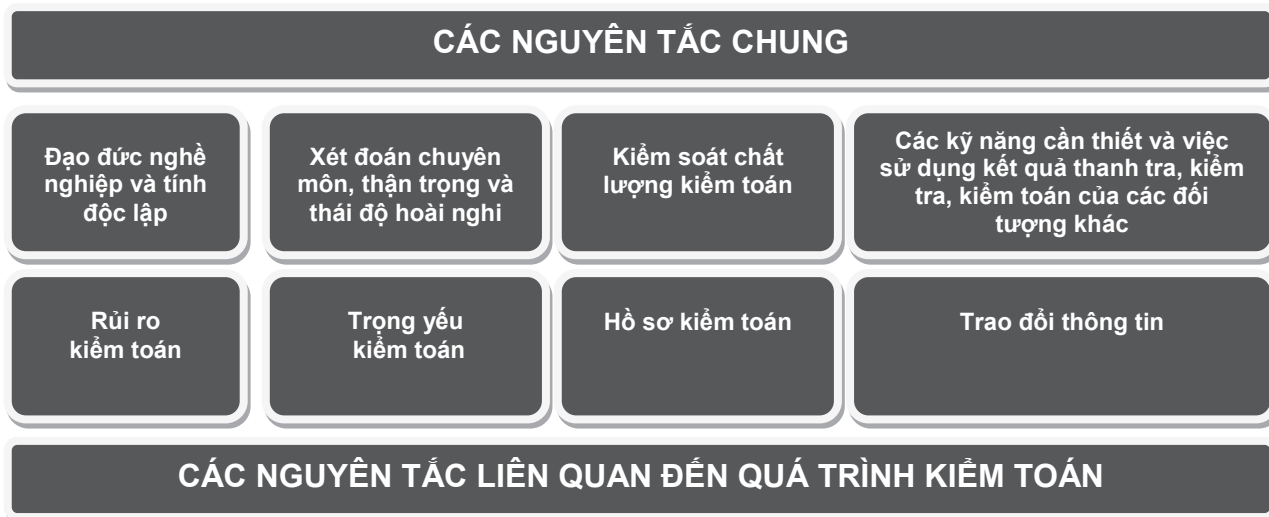 CÁC NGUYÊN TẮC CHUNG
Đạo đức nghề
nghiệp và tính
độc lập
Xét đoán chuyên
môn, thận trọng và
thái độ hoài nghi
Kiểm soát chất
lượng kiểm toán
Các kỹ năng cần thiết và việc
sử dụng kết quả thanh tra, kiểm
tra, kiểm toán của các đối
tượng khác
Rủi ro
kiểm toán
Trọng yếu
kiểm toán
Hồ sơ kiểm toán
Trao đổi thông tin
CÁC NGUYÊN TẮC LIÊN QUAN ĐẾN QUÁ TRÌNH KIỂM TOÁN